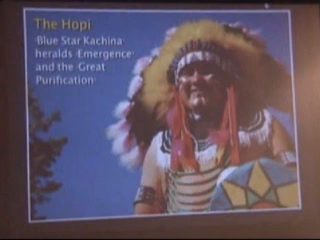 The Hopi
·Blue Star Kachina
heralds ·Emergence·
and the ·Great
Purification·